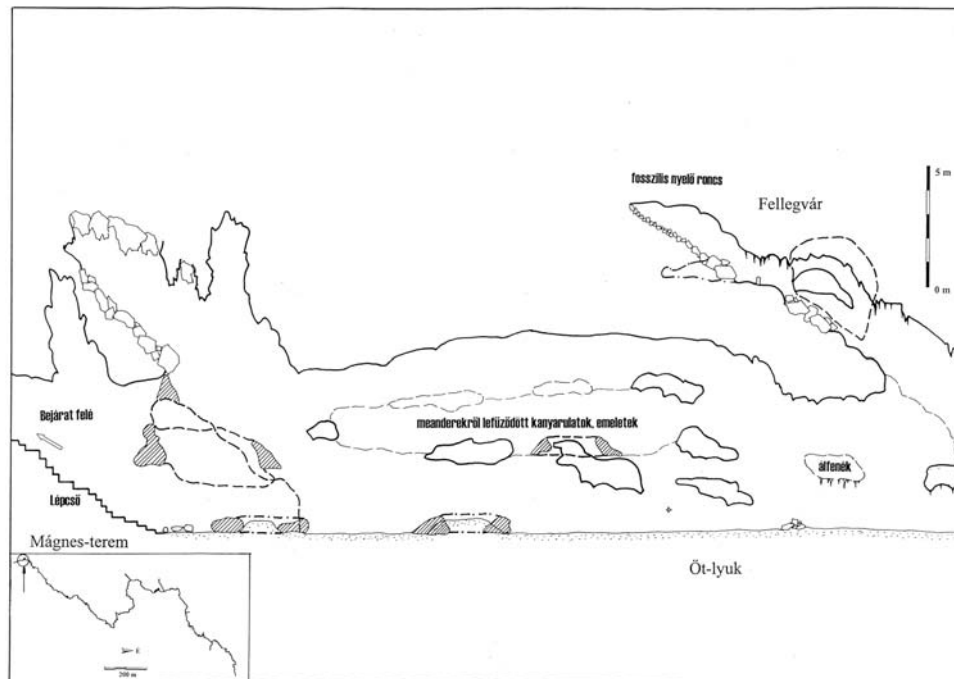 fosszilis nyelő roncs
Fellegvár
5 m
0 m
Bejárat felé
meanderekről lefűződött kanyarulatok, emeletek
álfenék
Lépcső
Mágnes-terem
Öt-lyuk
É
200 m